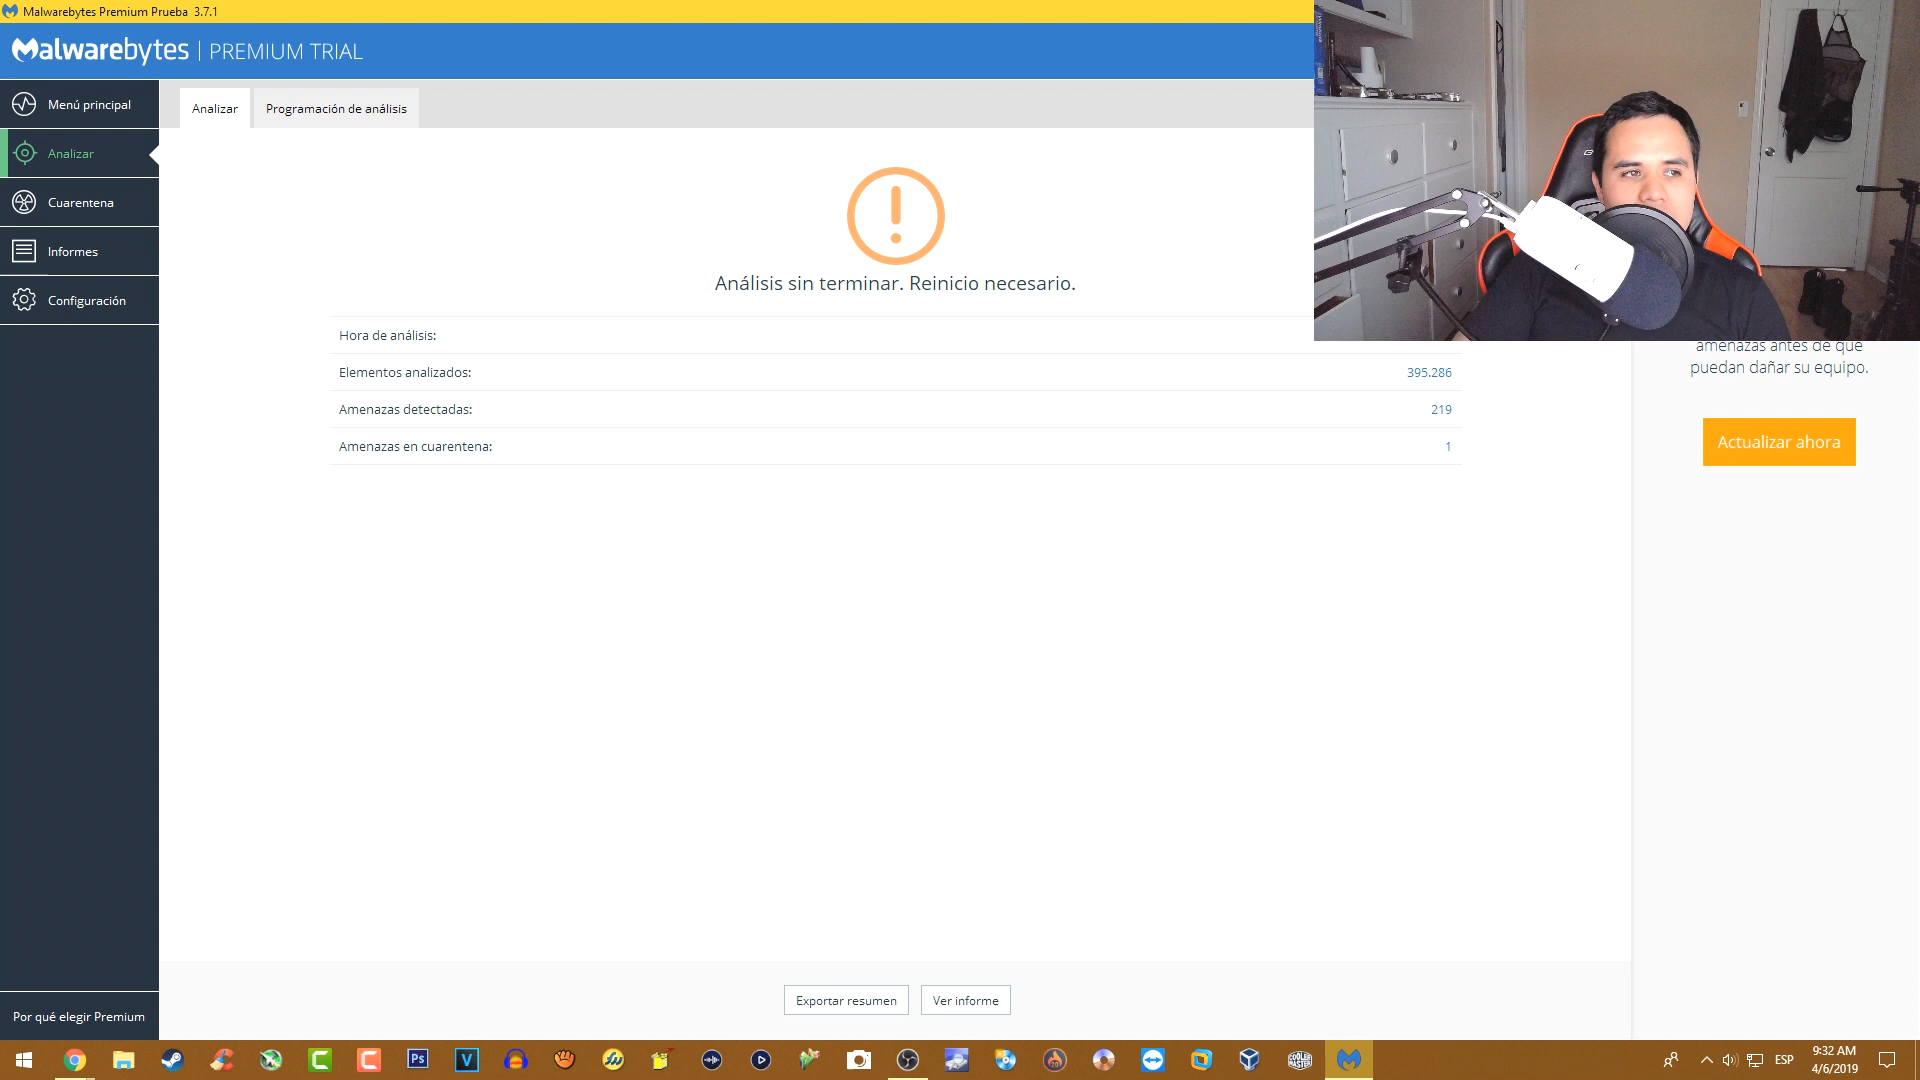 Malwarebytes Premium Prueba 3.7.1
Malwarebytes | PREMIUM TRIAL
Menú principal
Analizar
Cuarentena
Informes
Configuración
Por qué elegir Premium
Analizar
Programación de análisis
Análisis sin terminar. Reinicio necesario.
Hora de análisis:
Elementos analizados:
395.286
Amenazas detectadas:
219
Amenazas en cuarentena:
1
amenazas antes de que
puedan dañar su equipo.
Actualizar ahora
Exportar resumen
Ver informe
Ps
V
COOLER
MASTER
ESP
9:32 AM
4/6/2019